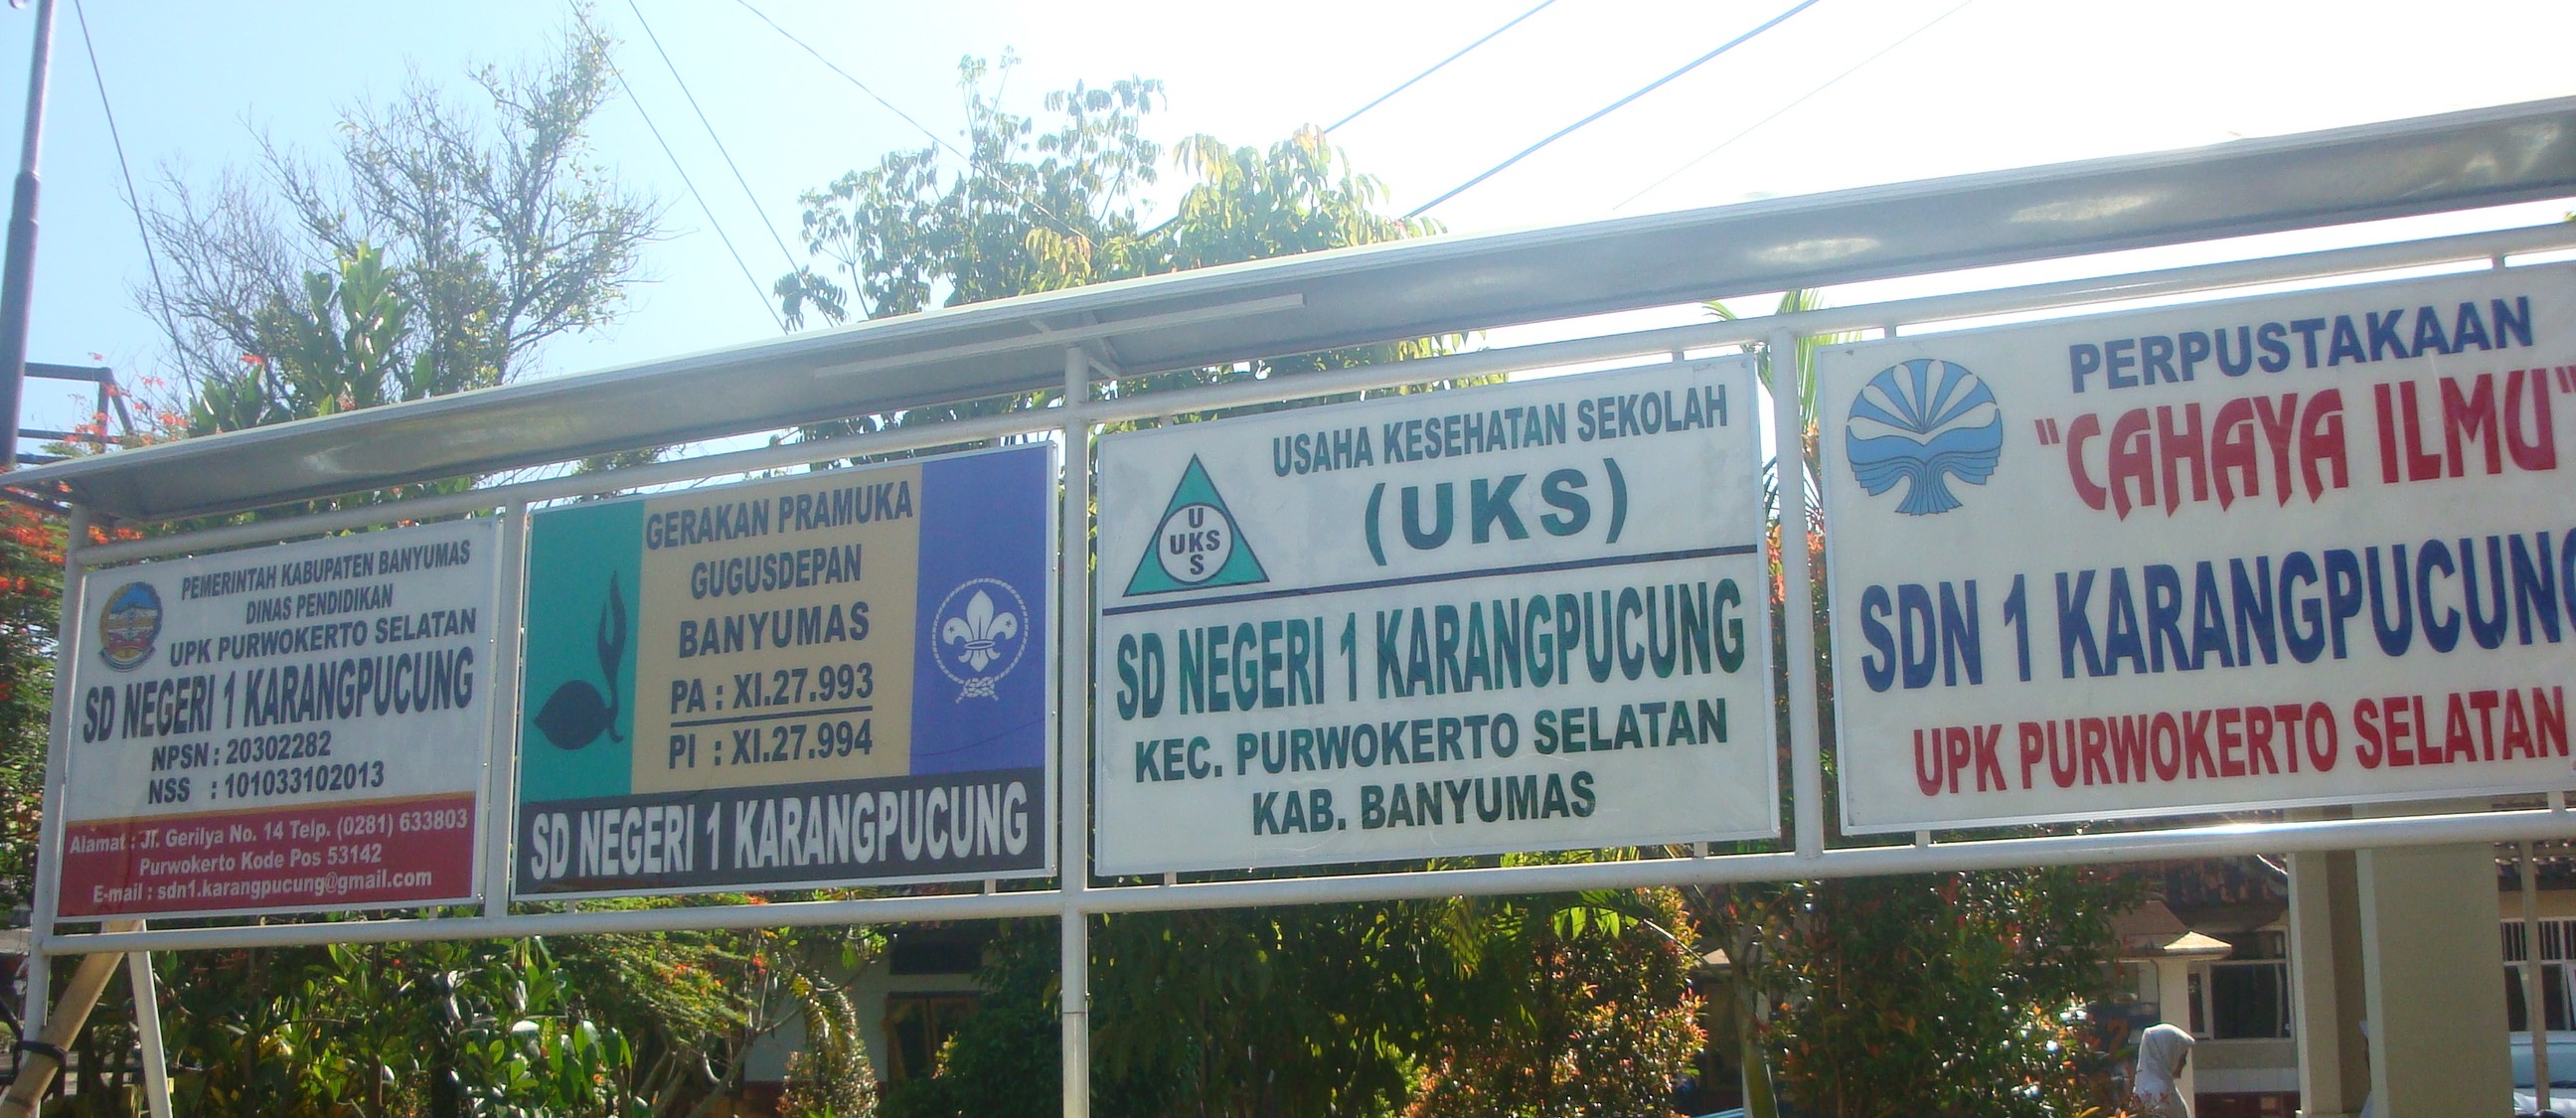 PEMERINTAH KABUPATEN BANYUMAS
DINAS PENDIDIKAN
UPK PURWOKERTO SELATAN
SD NEGERI 1 KARANGPUCUNG
NPSN : 20302282
NSS : 101033102013
Alamat : Jl. Gerilya No. 14 Telp. (0281) 633803
Purwokerto Kode Pos 53142
E-mail : sdn1.karangpucung@gmail.com
GERAKAN PRAMUKA
GUGUSDEPAN
BANYUMAS
PA : XI.27.993
PI : XI.27.994
SD NEGERI 1 KARANGPUCUNG
U
UKS
S
USAHA KESEHATAN SEKOLAH
(UKS)
SD NEGERI 1 KARANGPUCUNG
KEC. PURWOKERTO SELATAN
KAB. BANYUMAS
PERPUSTAKAAN
"CAHAYA ILMU"
SDN 1 KARANGPUCUNG
UPK PURWOKERTO SELATAN